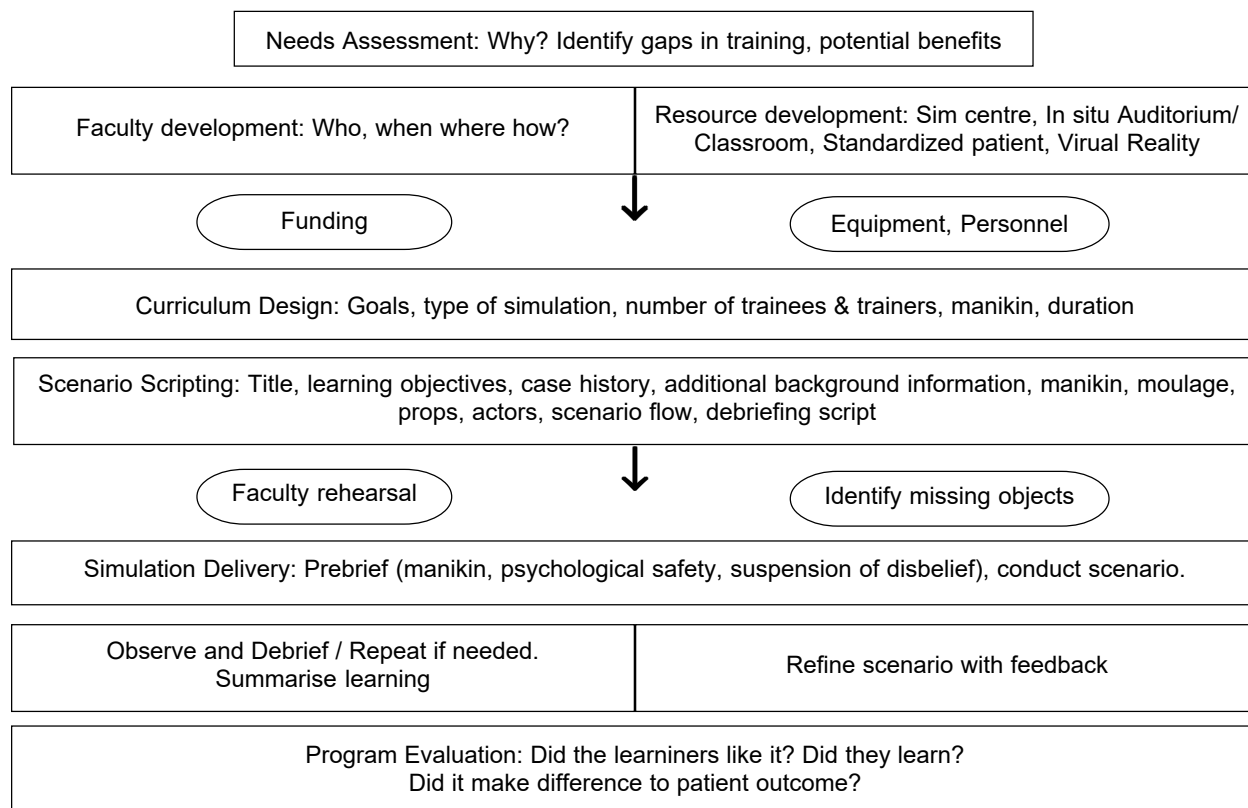 Needs Assessment: Why? Identify gaps in training, potential benefits
Faculty development: Who, when where how?
Resource development: Sim centre, In situ Auditorium/
Classroom, Standardized patient, Virual Reality
Funding
Equipment, Personnel
Curriculum Design: Goals, type of simulation, number of trainees & trainers, manikin, duration
Scenario Scripting: Title, learning objectives, case history, additional background information, manikin, moulage,
props, actors, scenario flow, debriefing script
Faculty rehearsal
Identify missing objects
Simulation Delivery: Prebrief (manikin, psychological safety, suspension of disbelief), conduct scenario.
Observe and Debrief / Repeat if needed.
Summarise learning
Refine scenario with feedback
Program Evaluation: Did the learniners like it? Did they learn?
Did it make difference to patient outcome?